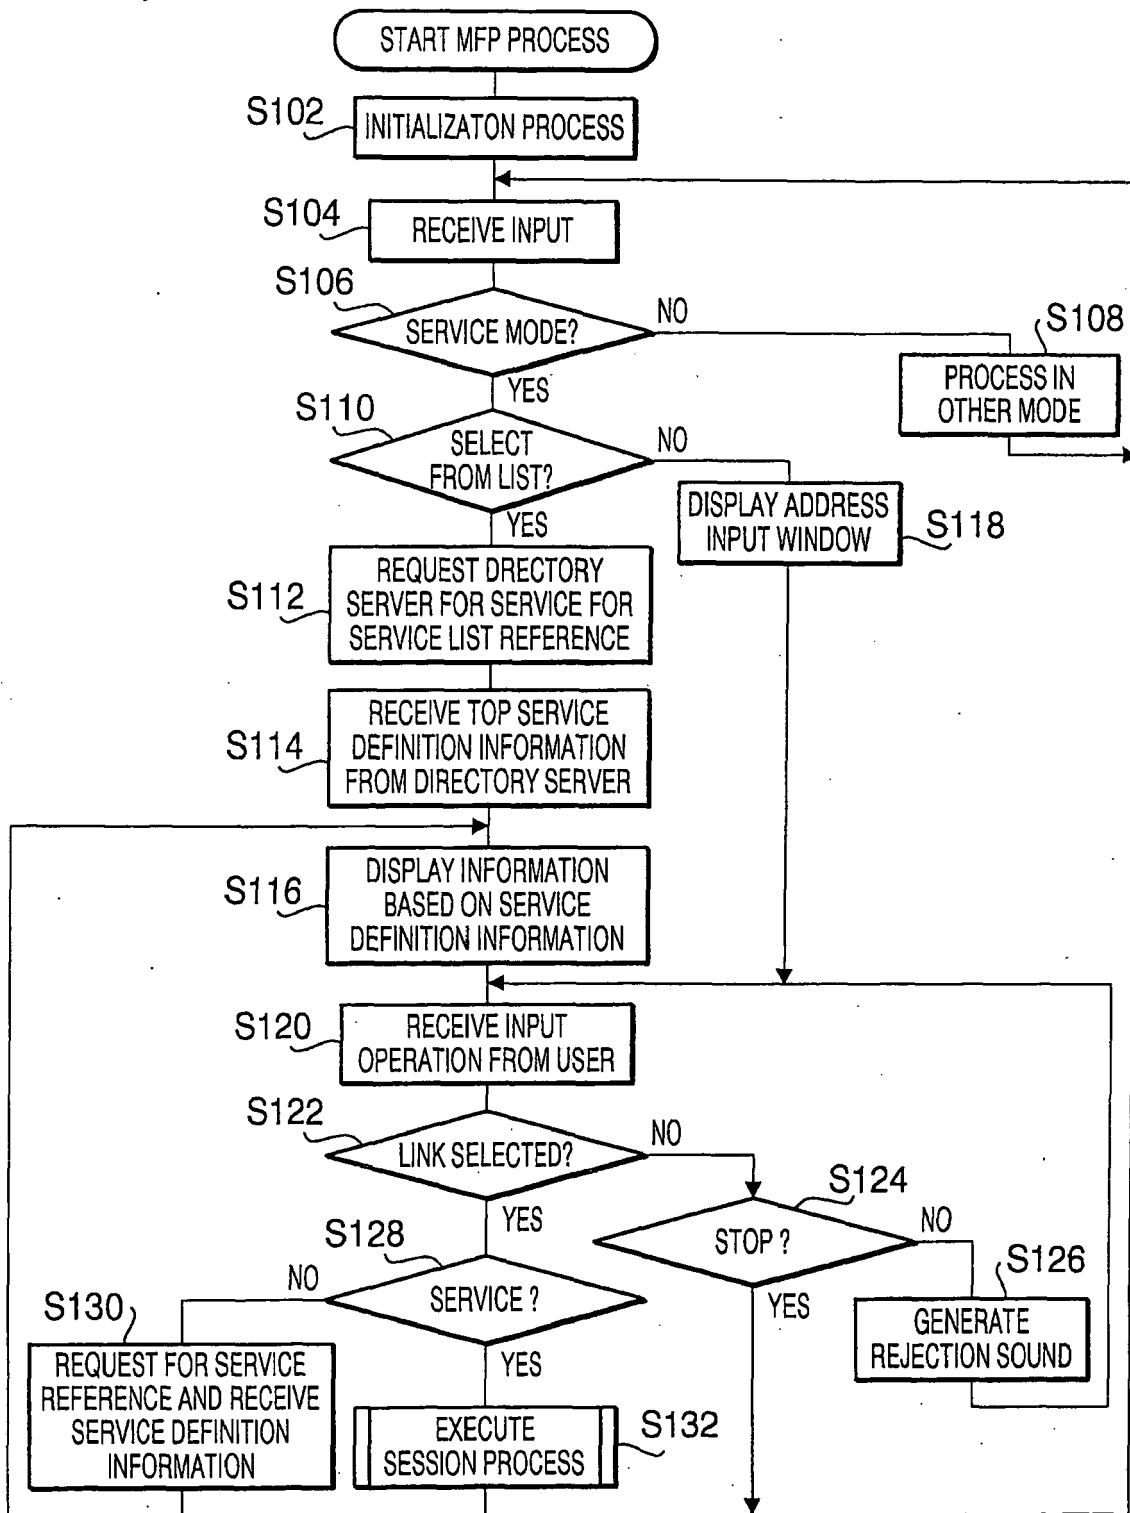 START MFP PROCESS
S102
INITIALIZATON PROCESS
S104
RECEIVE INPUT
S106
SERVICE MODE?
NO
S108
PROCESS IN
OTHER MODE
YES
S110
SELECT
FROM LIST?
NO
DISPLAY ADDRESS
INPUT WINDOW
S118
YES
S112
REQUEST DRECTORY
SERVER FOR SERVICE FOR
SERVICE LIST REFERENCE
S114
RECEIVE TOP SERVICE
DEFINITION INFORMATION
FROM DIRECTORY SERVER
S116
DISPLAY INFORMATION
BASED ON SERVICE
DEFINITION INFORMATION
S120
RECEIVE INPUT
OPERATION FROM USER
S122
LINK SELECTED?
NO
YES
S124
STOP ?
NO
YES
S126
GENERATE
REJECTION SOUND
S128
SERVICE ?
NO
YES
S130
REQUEST FOR SERVICE
REFERENCE AND RECEIVE
SERVICE DEFINITION
INFORMATION
EXECUTE
SESSION PROCESS
S132